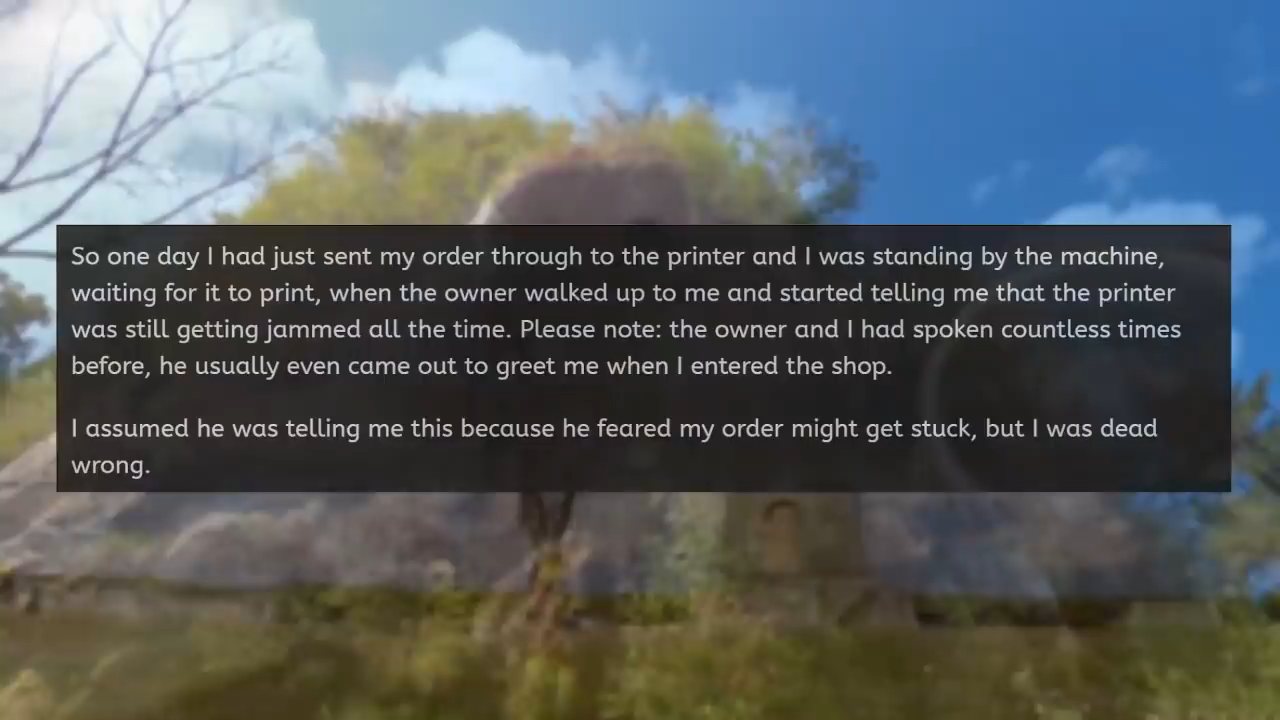 So one day I had just sent my order through to the printer and I was standing by the machine,
waiting for it to print, when the owner walked up to me and started telling me that the printer
was still getting jammed all the time. Please note: the owner and I had spoken countless times
before, he usually even came out to greet me when I entered the shop.
I assumed he was telling me this because he feared my order might get stuck, but I was dead
wrong.